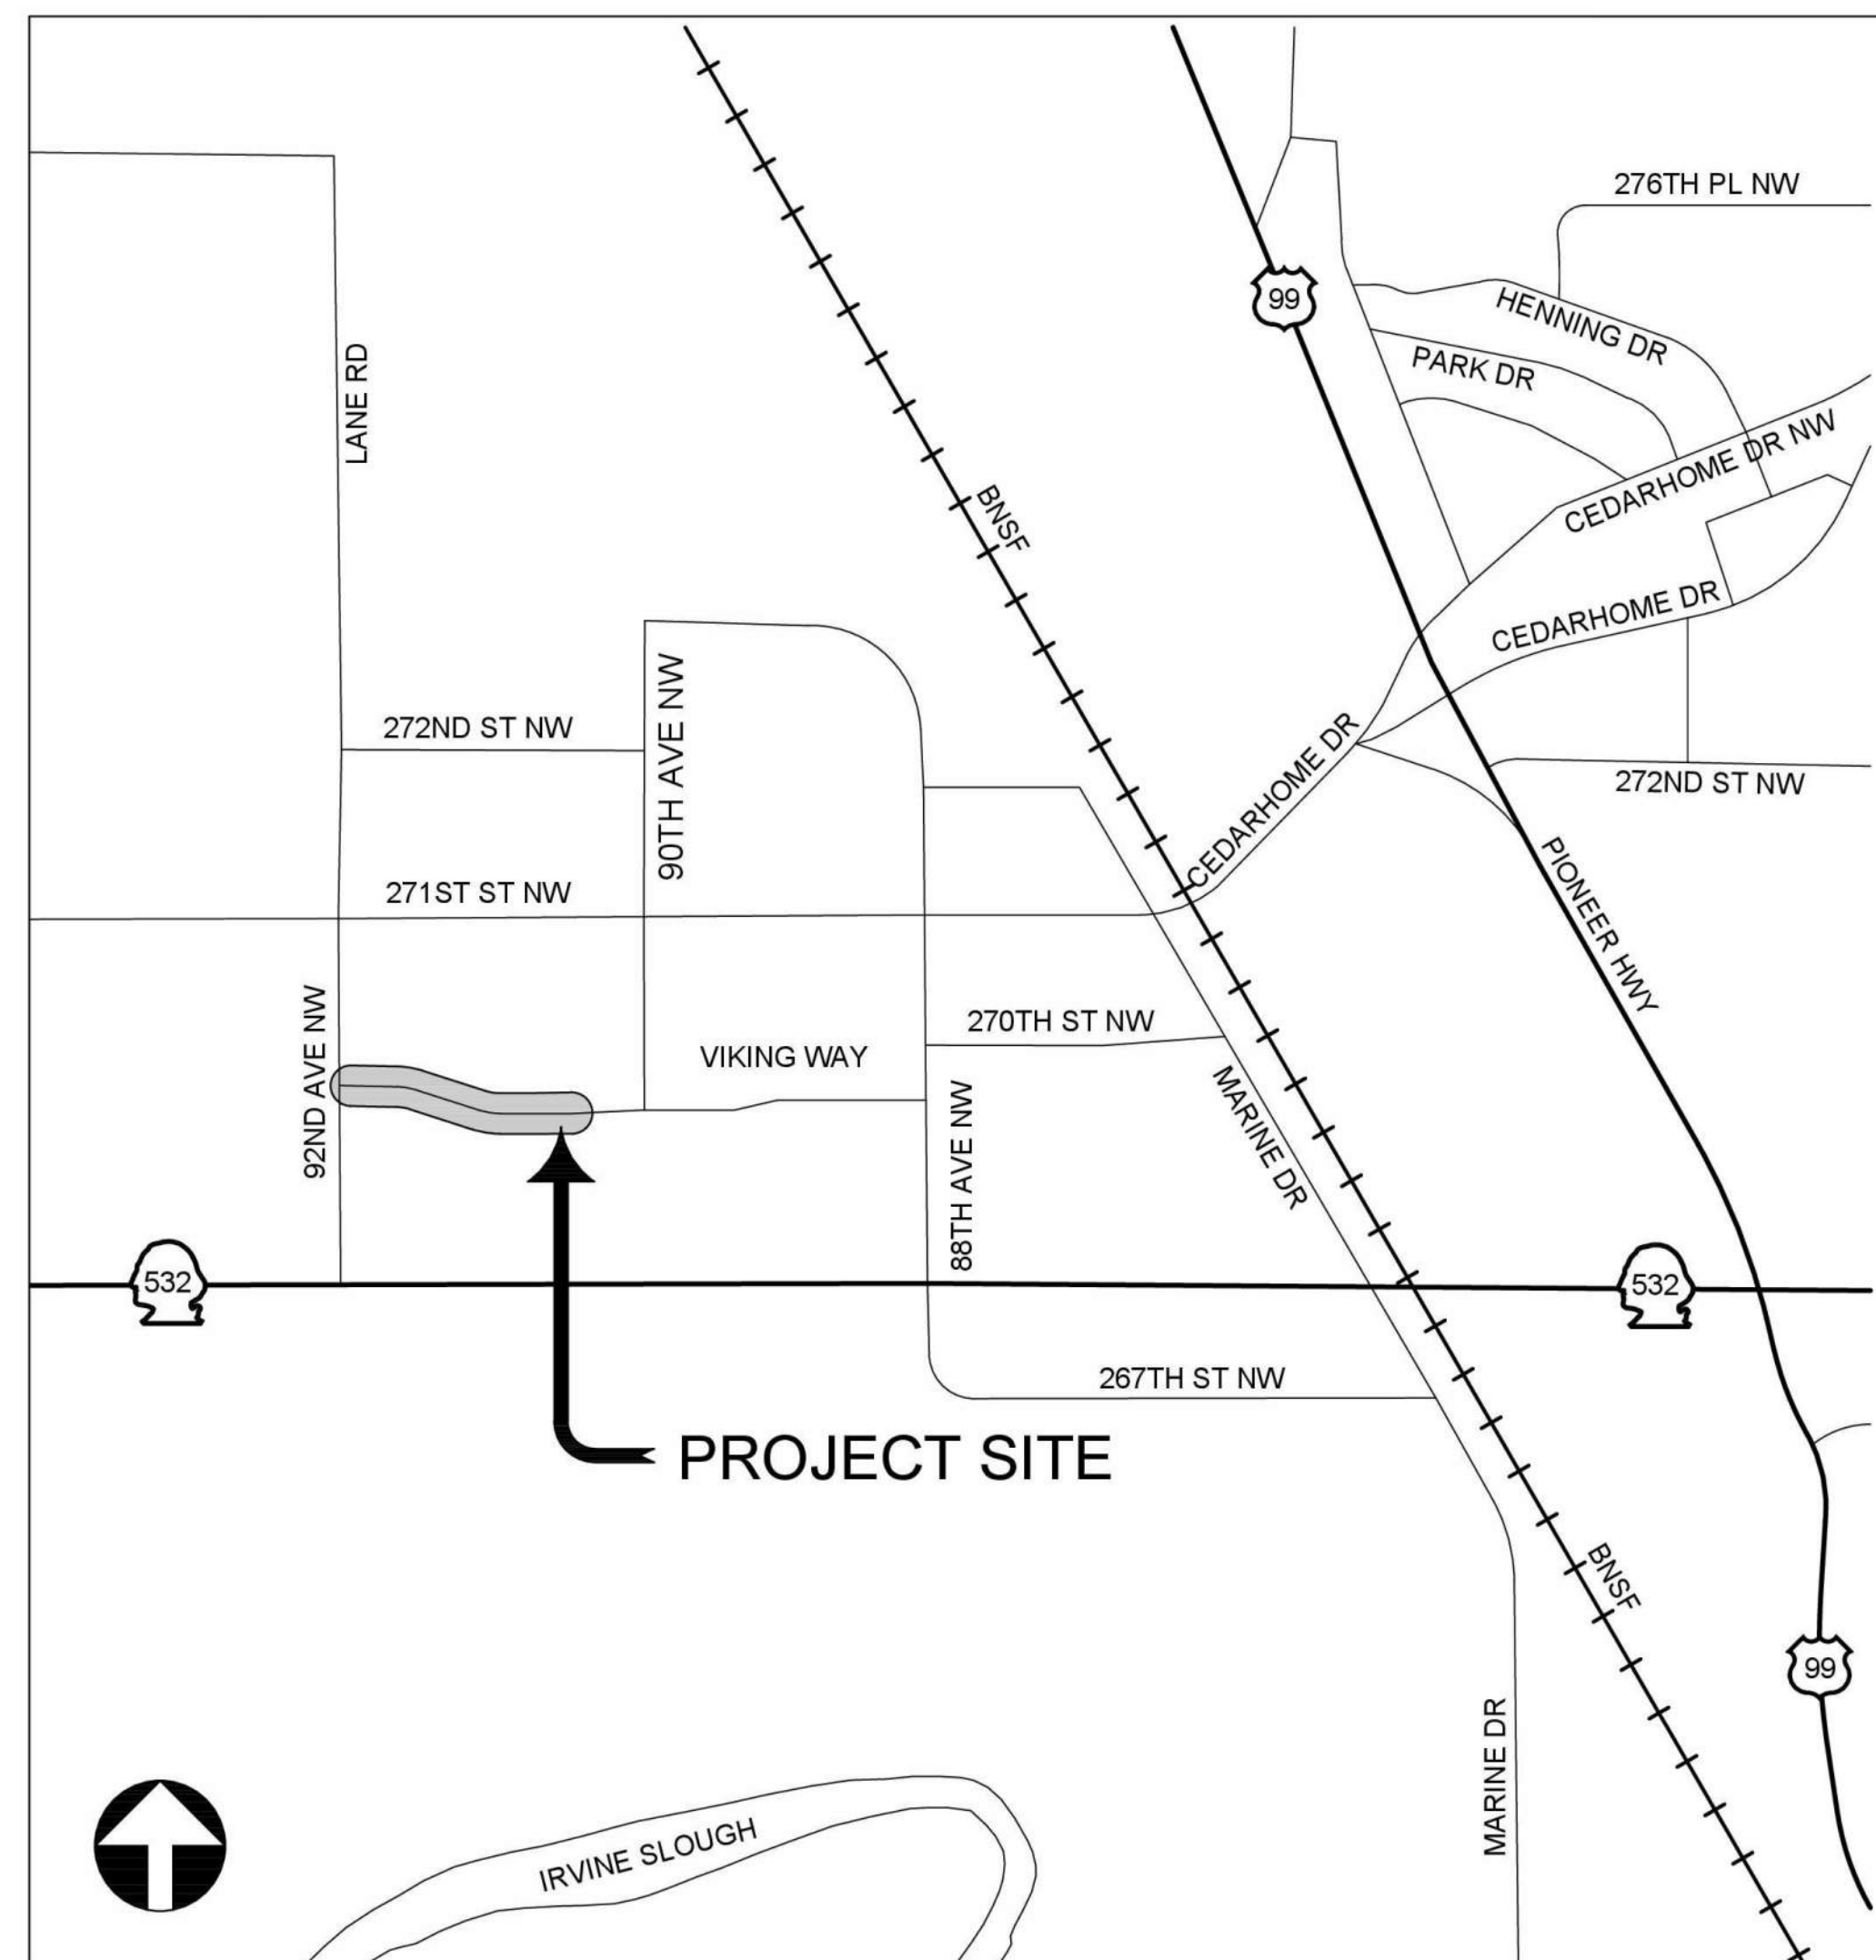 276TH PL NW
99
HENNING DR
PARK DR
LANE RD
CEDARHOME DR NW
BNSF
CEDARHOME DR
272ND ST NW
90TH AVE NW
CEDARHOME DR
272ND ST NW
271ST ST NW
PIONEER HWY
92ND AVE NW
270TH ST NW
VIKING WAY
MARINE DR
88TH AVE NW
532
532
267TH ST NW
PROJECT SITE
BNSF
99
MARINE DR
IRVINE SLOUGH